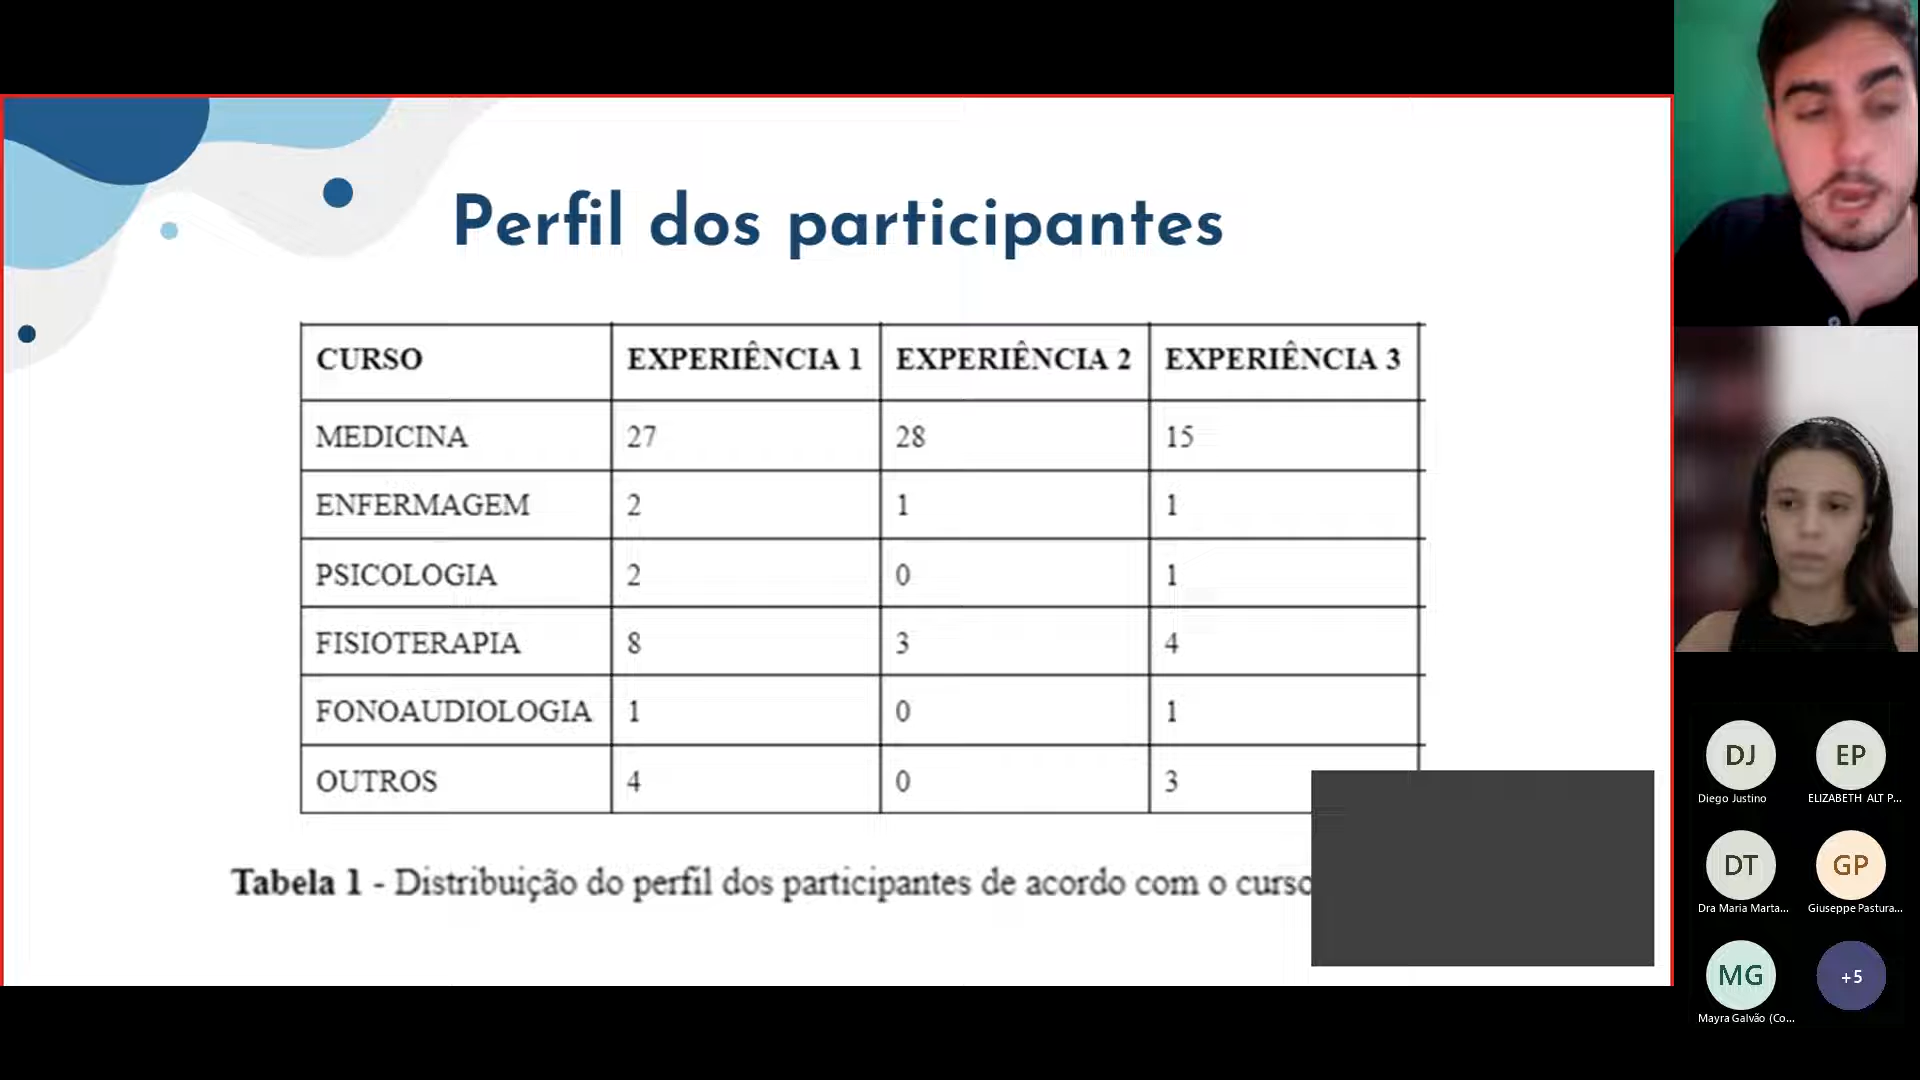 Perfil dos participantes
CURSO EXPERIÊNCIA 1 EXPERIÊNCIA 2 EXPERIÊNCIA 3
MEDICINA 27 28 15
ENFERMAGEM 2 1 1
PSICOLOGIA 2 0 1
FISIOTERAPIA 8 3 4
FONOAUDIOLOGIA 1 0 1
OUTROS 4 0 3
Tabela 1 - Distribuição do perfil dos participantes de acordo com o curso
DJ EP
Diego Justino ELIZABETH ALT P...
DT GP
Dra Maria Marta... Giuseppe Pastura...
MG +5
Mayra Galvão (Co...